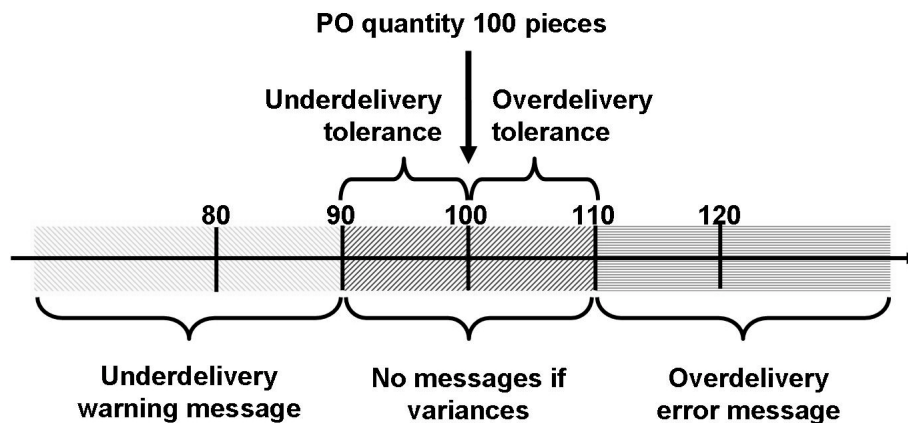 PO quantity 100 pieces
Underdelivery
tolerance
Overdelivery
tolerance
80
90
100
110
120
Underdelivery
warning message
No messages if
variances
Overdelivery
error message